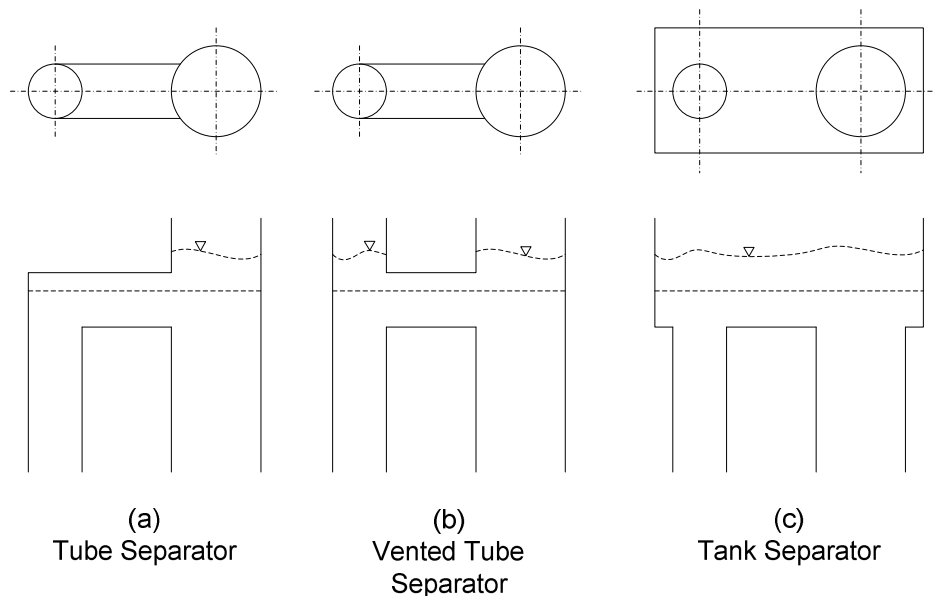 (a)
Tube Separator
(b)
Vented Tube
Separator
(c)
Tank Separator